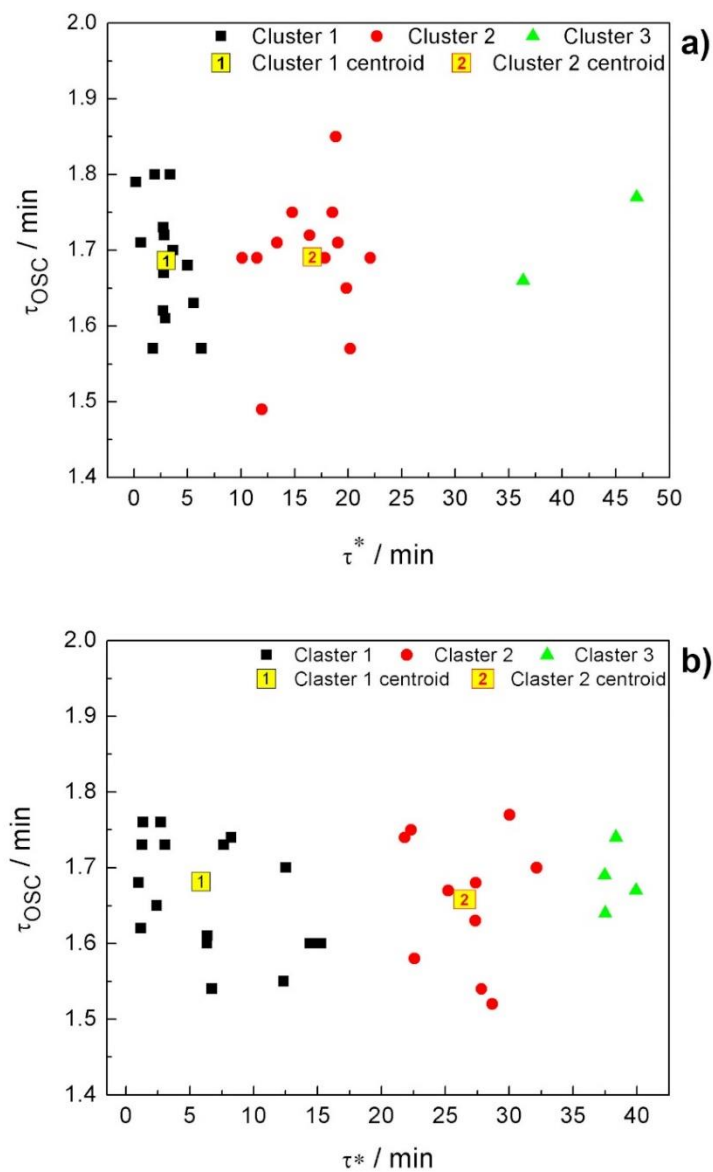 2.0
Cluster 1 Cluster 2 Cluster 3 a)
1 Cluster 1 centroid 2 Cluster 2 centroid
1.9
1.8
1.7
1 2
1.6
1.5
1.4
τOSC / min
0 5 10 15 20 25 30 35 40 45 50
τ* / min
2.0
Claster 1 Claster 2 Claster 3 b)
1 Claster 1 centroid 2 Claster 2 centroid
1.9
1.8
1.7
1 2
1.6
1.5
1.4
τOSC / min
0 5 10 15 20 25 30 35 40
τ* / min